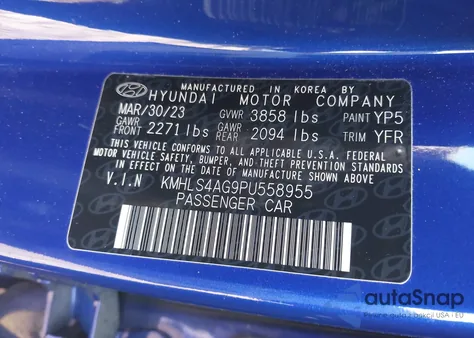 MANUFACTURED IN KOREA BY
HYUNDAI MOTOR COMPANY
MAR/30/23 GVWR 3858 lbs PAINT YP5
GAWR FRONT 2271 lbs GAWR REAR 2094 lbs TRIM YFR
THIS VEHICLE CONFORMS TO ALL APPLICABLE U.S.A. FEDERAL
MOTOR VEHICLE SAFETY, BUMPER, AND THEFT PREVENTION STANDARDS
IN EFFECT ON THE DATE OF MANUFACTURE SHOWN ABOVE.
V.I.N KMHLS4AG9PU558955
PASSENGER CAR
autoSnap